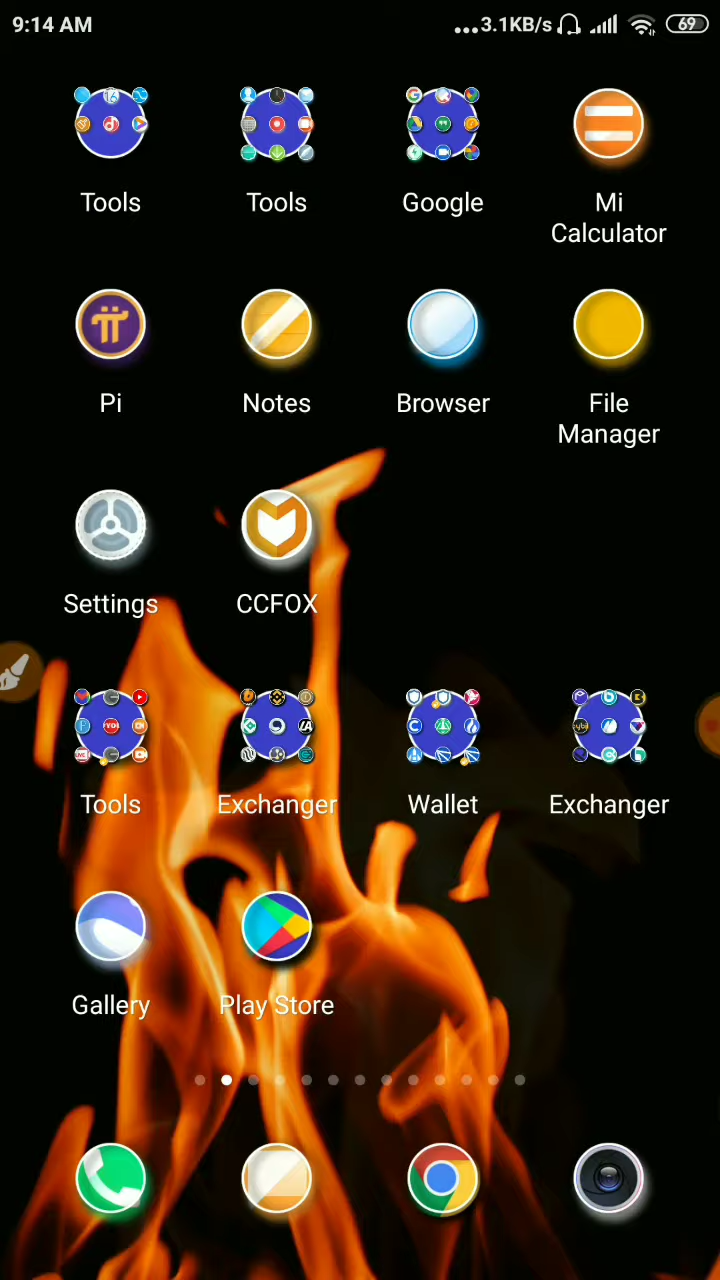 9:14 AM ...3.1KB/s 69
Tools Tools Google Mi
Calculator
Pi Notes Browser File
Manager
Settings CCFOX
Tools Exchanger Wallet Exchanger
Gallery Play Store